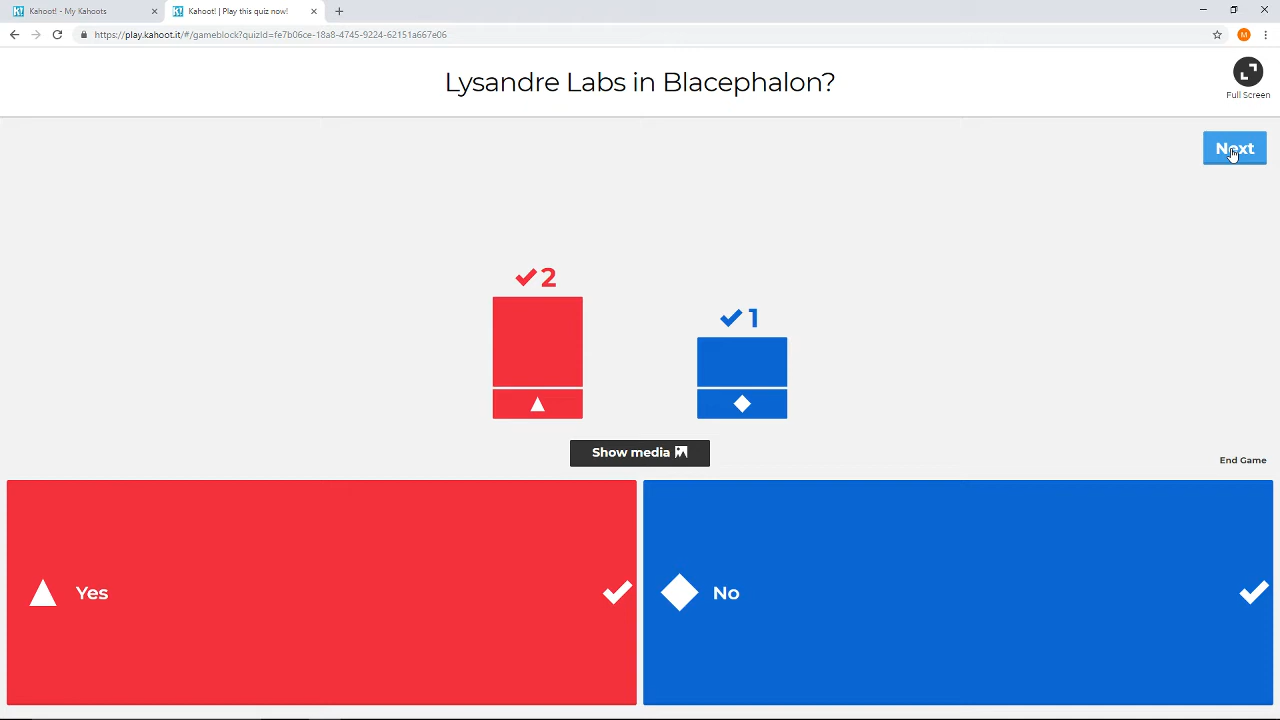 Kahoot! - My Kahoots
Kahoot! | Play this quiz now!
https://play.kahoot.it/#/gameblock?quizId=fe7b06ce-18a8-4745-9224-62151a667e06
M
Lysandre Labs in Blacephalon?
Full Screen
Next
2
1
Show media
End Game
Yes
No